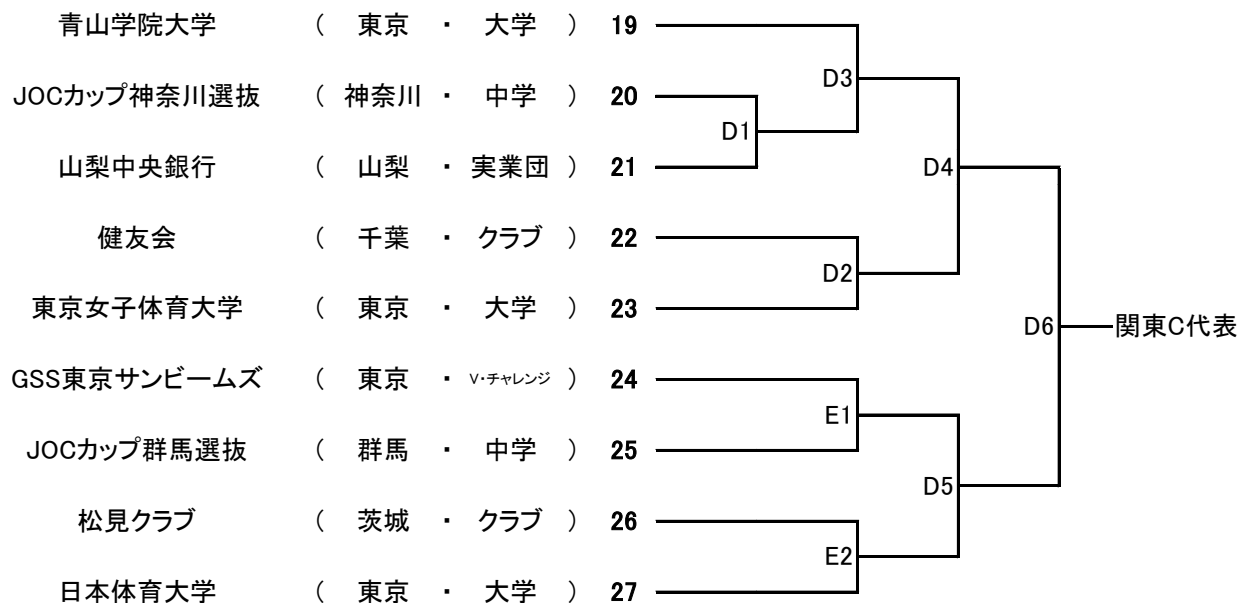 青山学院大学 ( 東京 ・ 大学 ) 19
D3
JOCカップ神奈川選抜 ( 神奈川 ・ 中学 ) 20
D1
山梨中央銀行 ( 山梨 ・ 実業団 ) 21
D4
健友会 ( 千葉 ・ クラブ ) 22
D2
東京女子体育大学 ( 東京 ・ 大学 ) 23
D6 関東C代表
GSS東京サンビームズ ( 東京 ・ V・チャレンジ ) 24
E1
JOCカップ群馬選抜 ( 群馬 ・ 中学 ) 25
D5
松見クラブ ( 茨城 ・ クラブ ) 26
E2
日本体育大学 ( 東京 ・ 大学 ) 27